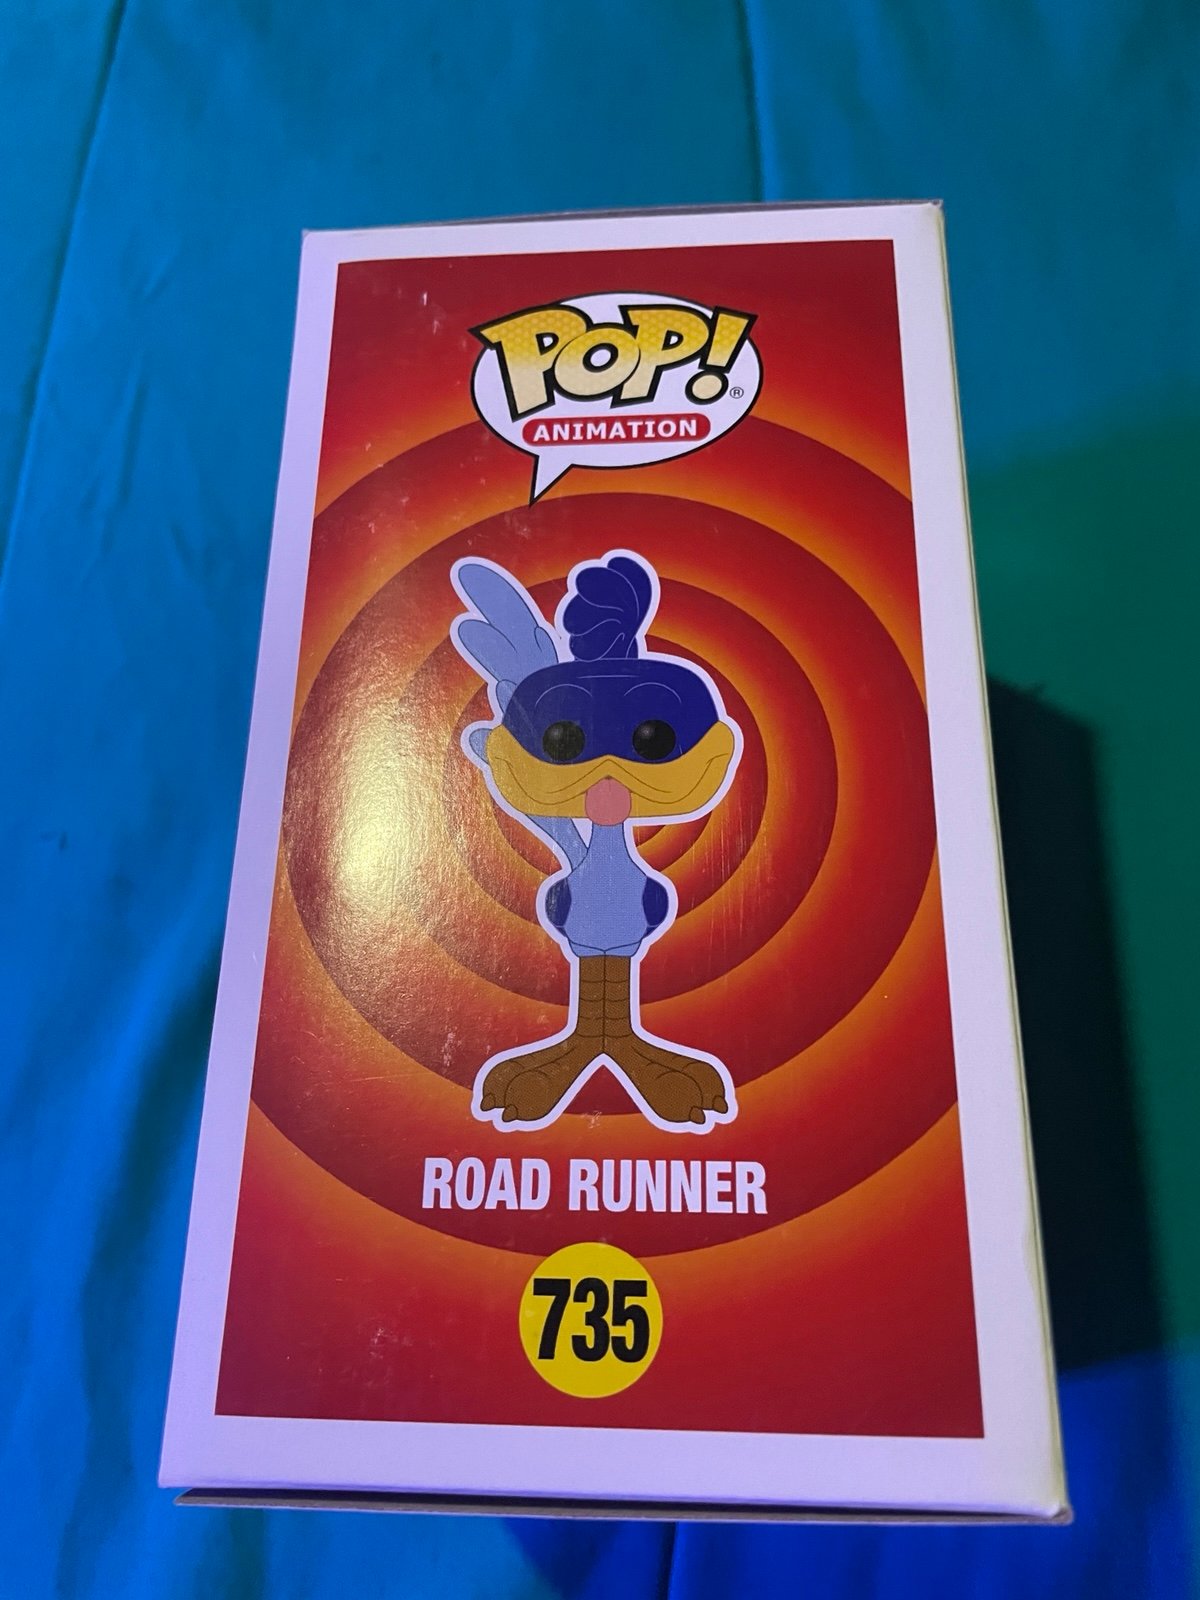 POP! ®
ANIMATION
ROAD RUNNER
735